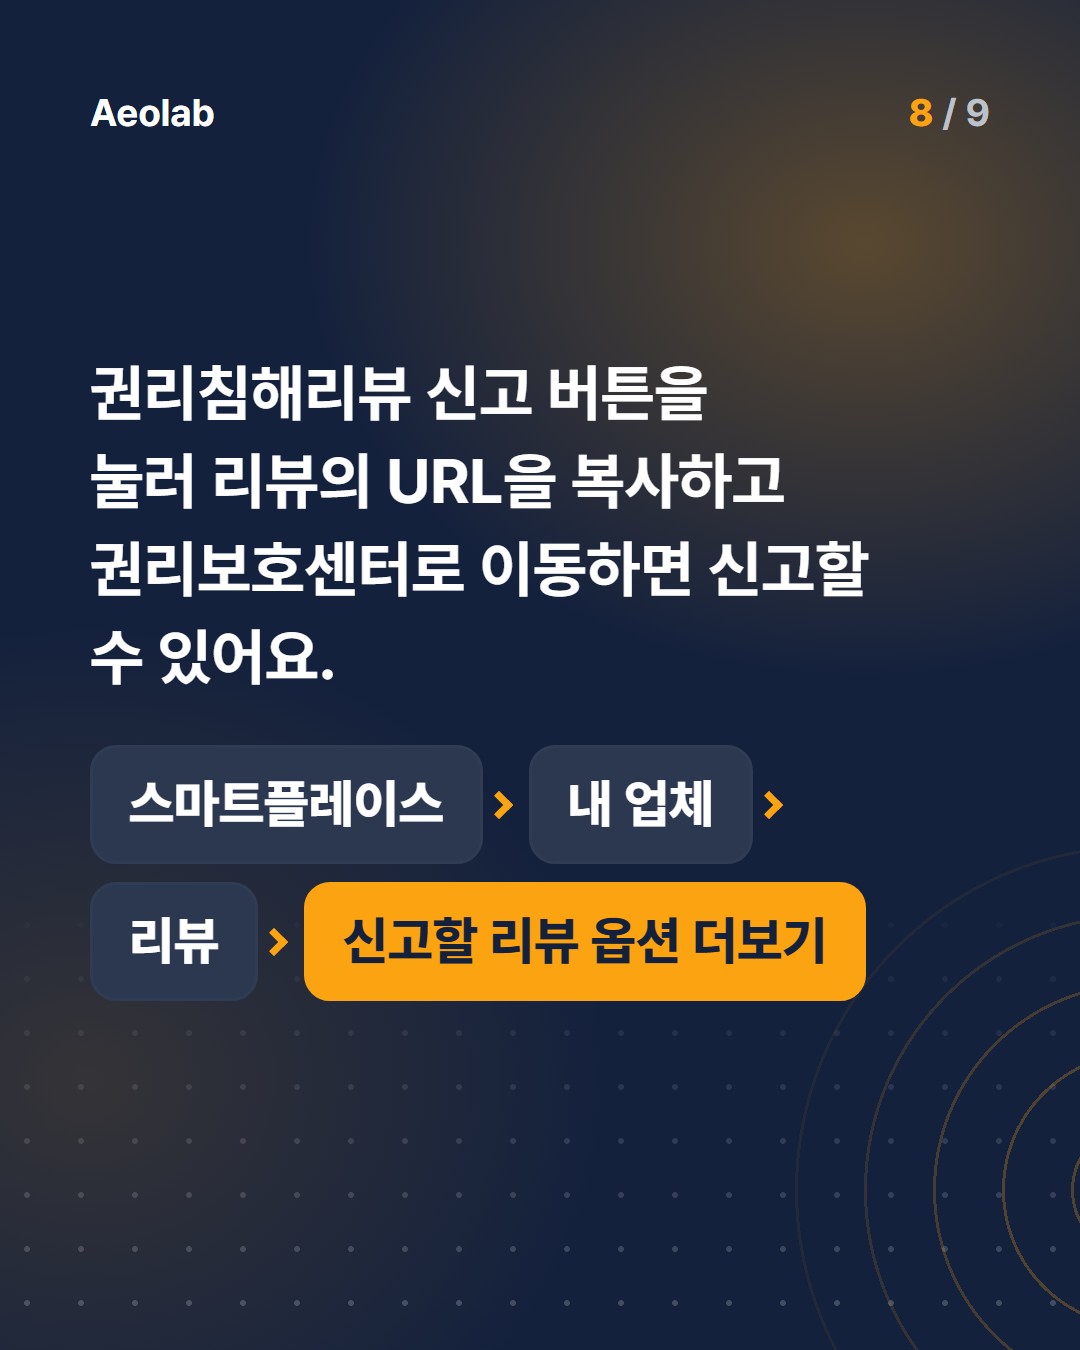 Aeolab
8 / 9
권리침해리뷰 신고 버튼을
눌러 리뷰의 URL을 복사하고
권리보호센터로 이동하면 신고할
수 있어요.
스마트플레이스 > 내 업체 >
리뷰 > 신고할 리뷰 옵션 더보기